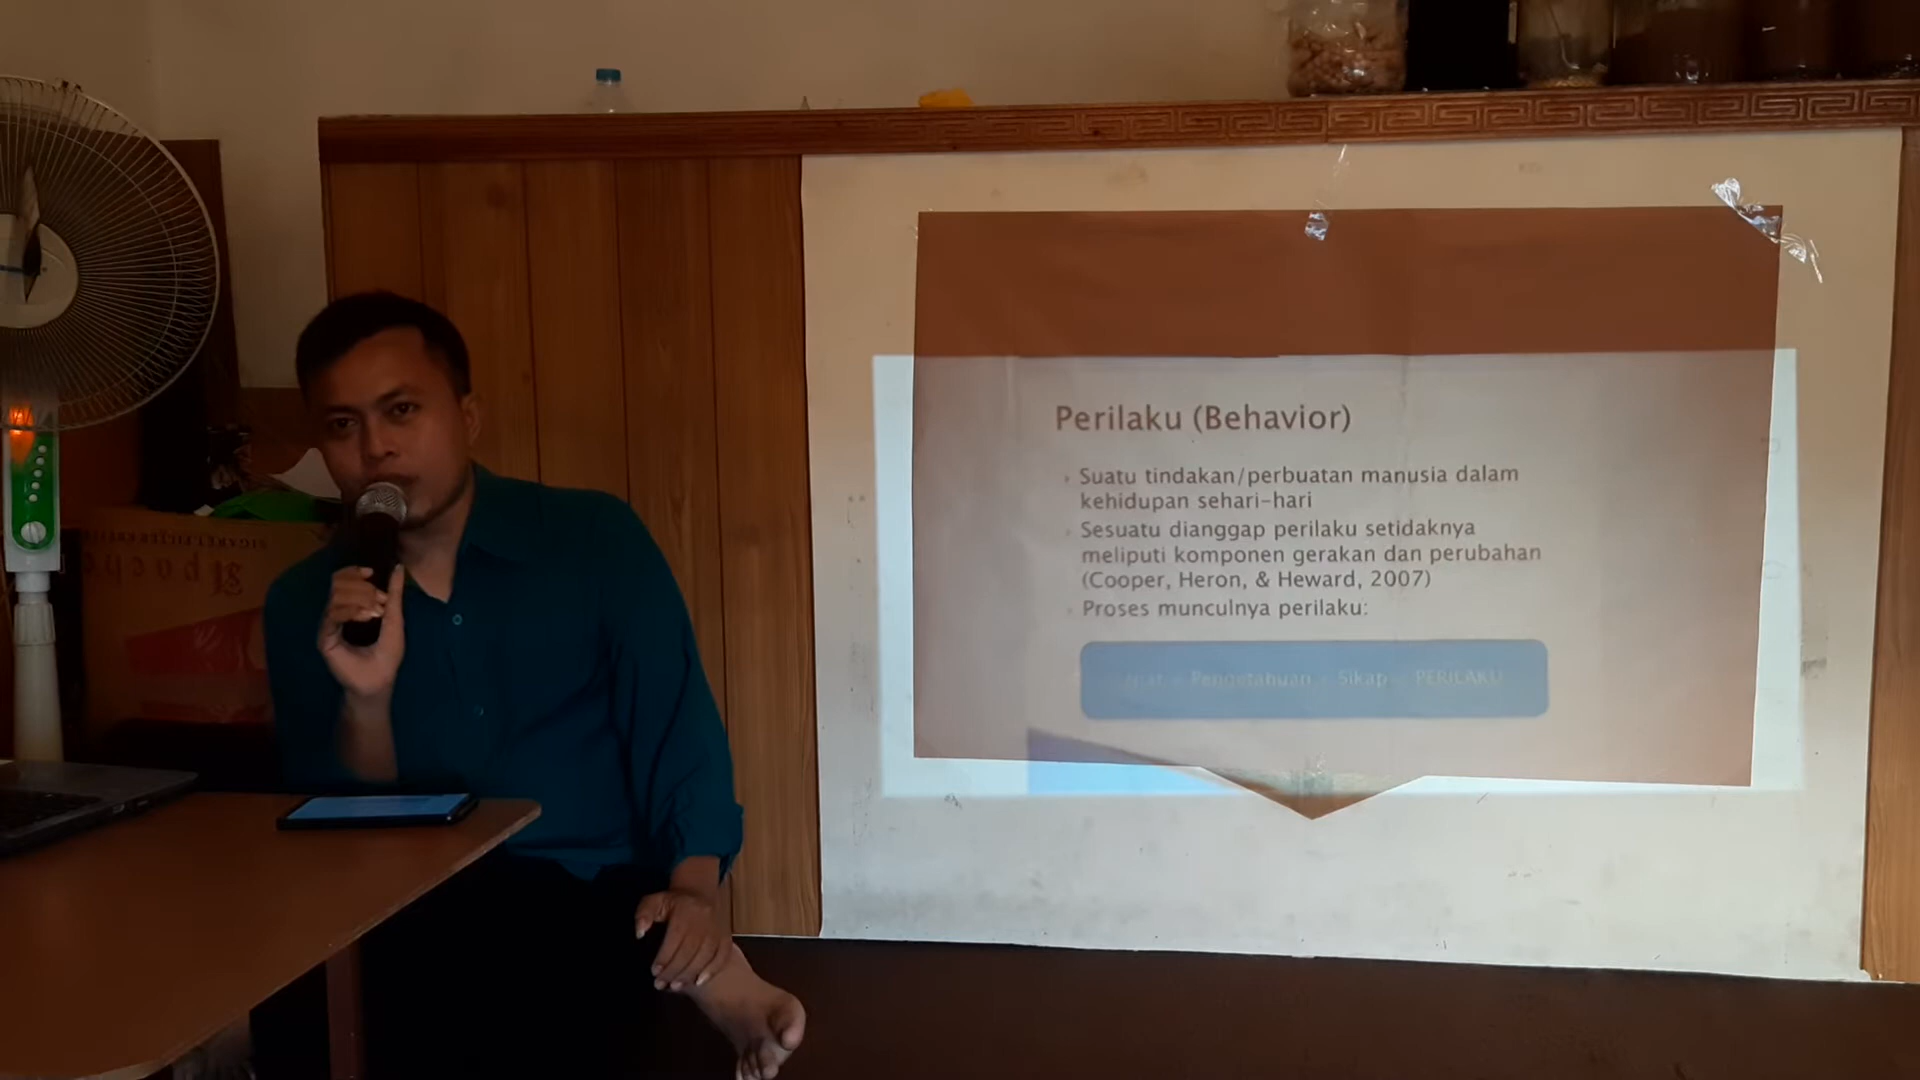 Perilaku (Behavior)
Suatu tindakan/perbuatan manusia dalam
kehidupan sehari-hari
Sesuatu dianggap perilaku setidaknya
meliputi komponen gerakan dan perubahan
(Cooper, Heron, & Heward, 2007)
Proses munculnya perilaku:
Pengetahuan - Sikap - PERILAKU